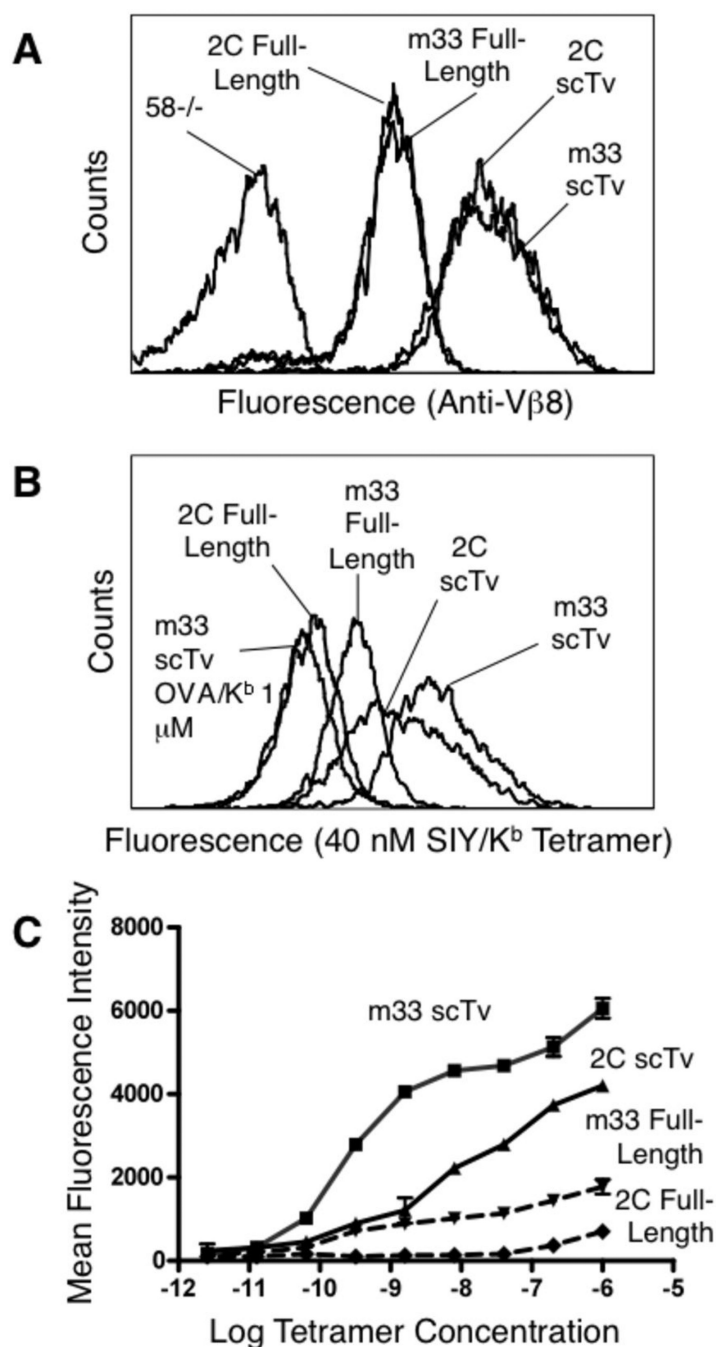 A
2C Full-
Length
m33 Full-
Length
2C
scTv
58-/-
m33
scTv
Counts
Fluorescence (Anti-Vβ8)
B
2C Full-
Length
m33
Full-
Length
2C
scTv
m33
scTv
m33
scTv
OVA/Kᵇ 1
μM
Counts
Fluorescence (40 nM SIY/Kᵇ Tetramer)
C
Mean Fluorescence Intensity
8000
6000
4000
2000
0
m33 scTv
2C scTv
m33 Full-
Length
2C Full-
Length
-12 -11 -10 -9 -8 -7 -6 -5
Log Tetramer Concentration